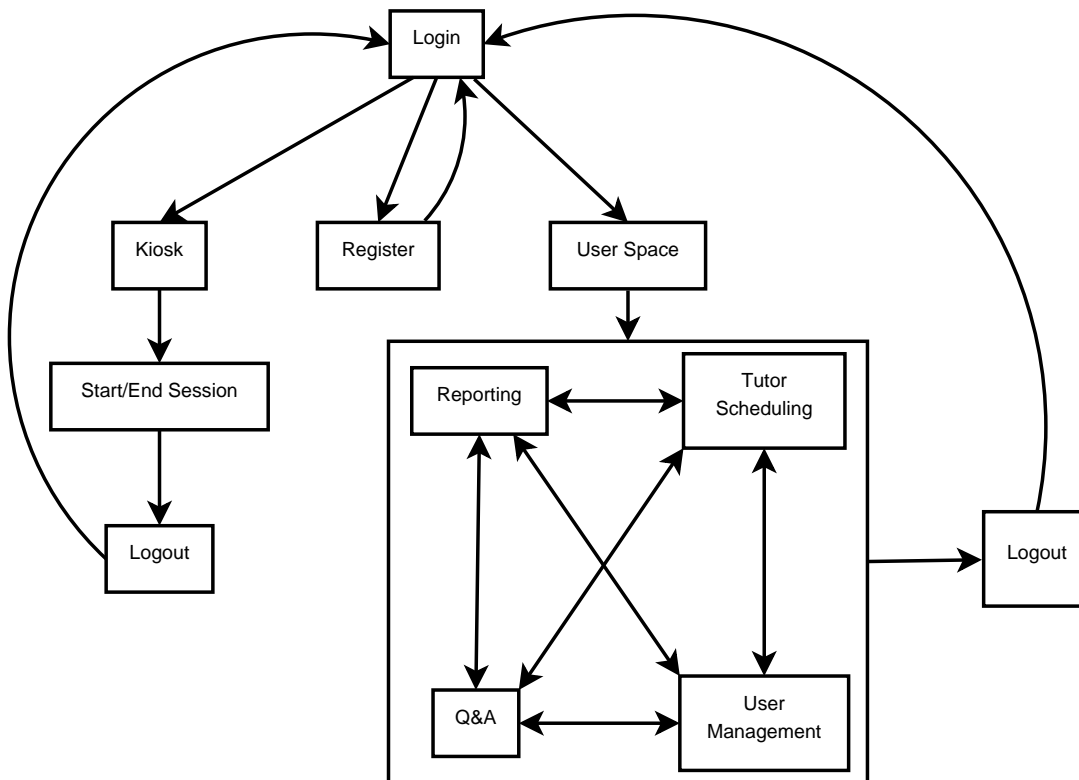 Login
Kiosk
Register
User Space
Start/End Session
Reporting
Tutor
Scheduling
Logout
Logout
Q&A
User
Management